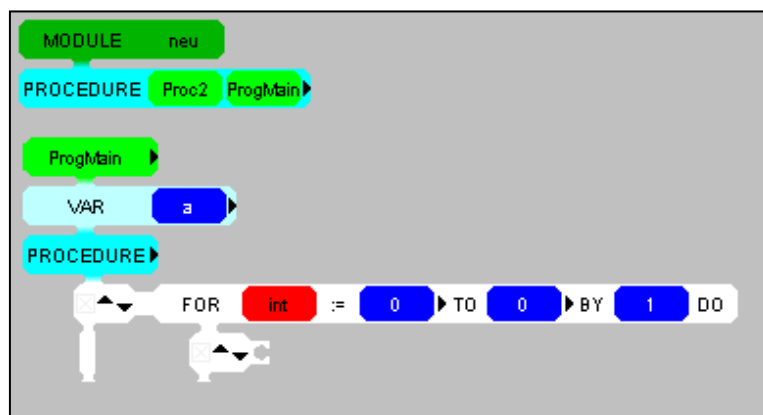 MODULE neu
PROCEDURE Proc2 ProgMain
ProgMain
VAR a
PROCEDURE
FOR int := 0 TO 0 BY 1 DO